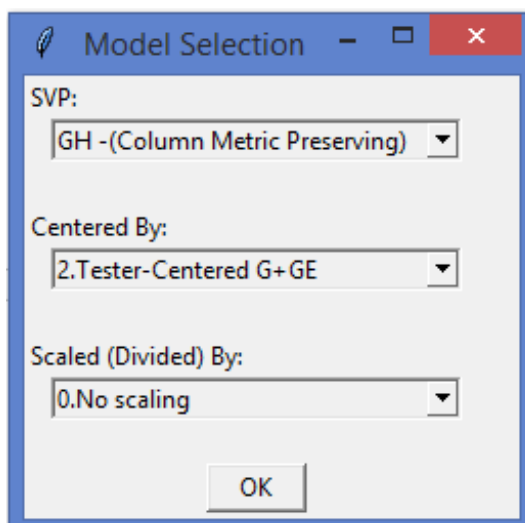 Model Selection
SVP:
GH -(Column Metric Preserving)
Centered By:
2.Tester-Centered G+GE
Scaled (Divided) By:
0.No scaling
OK